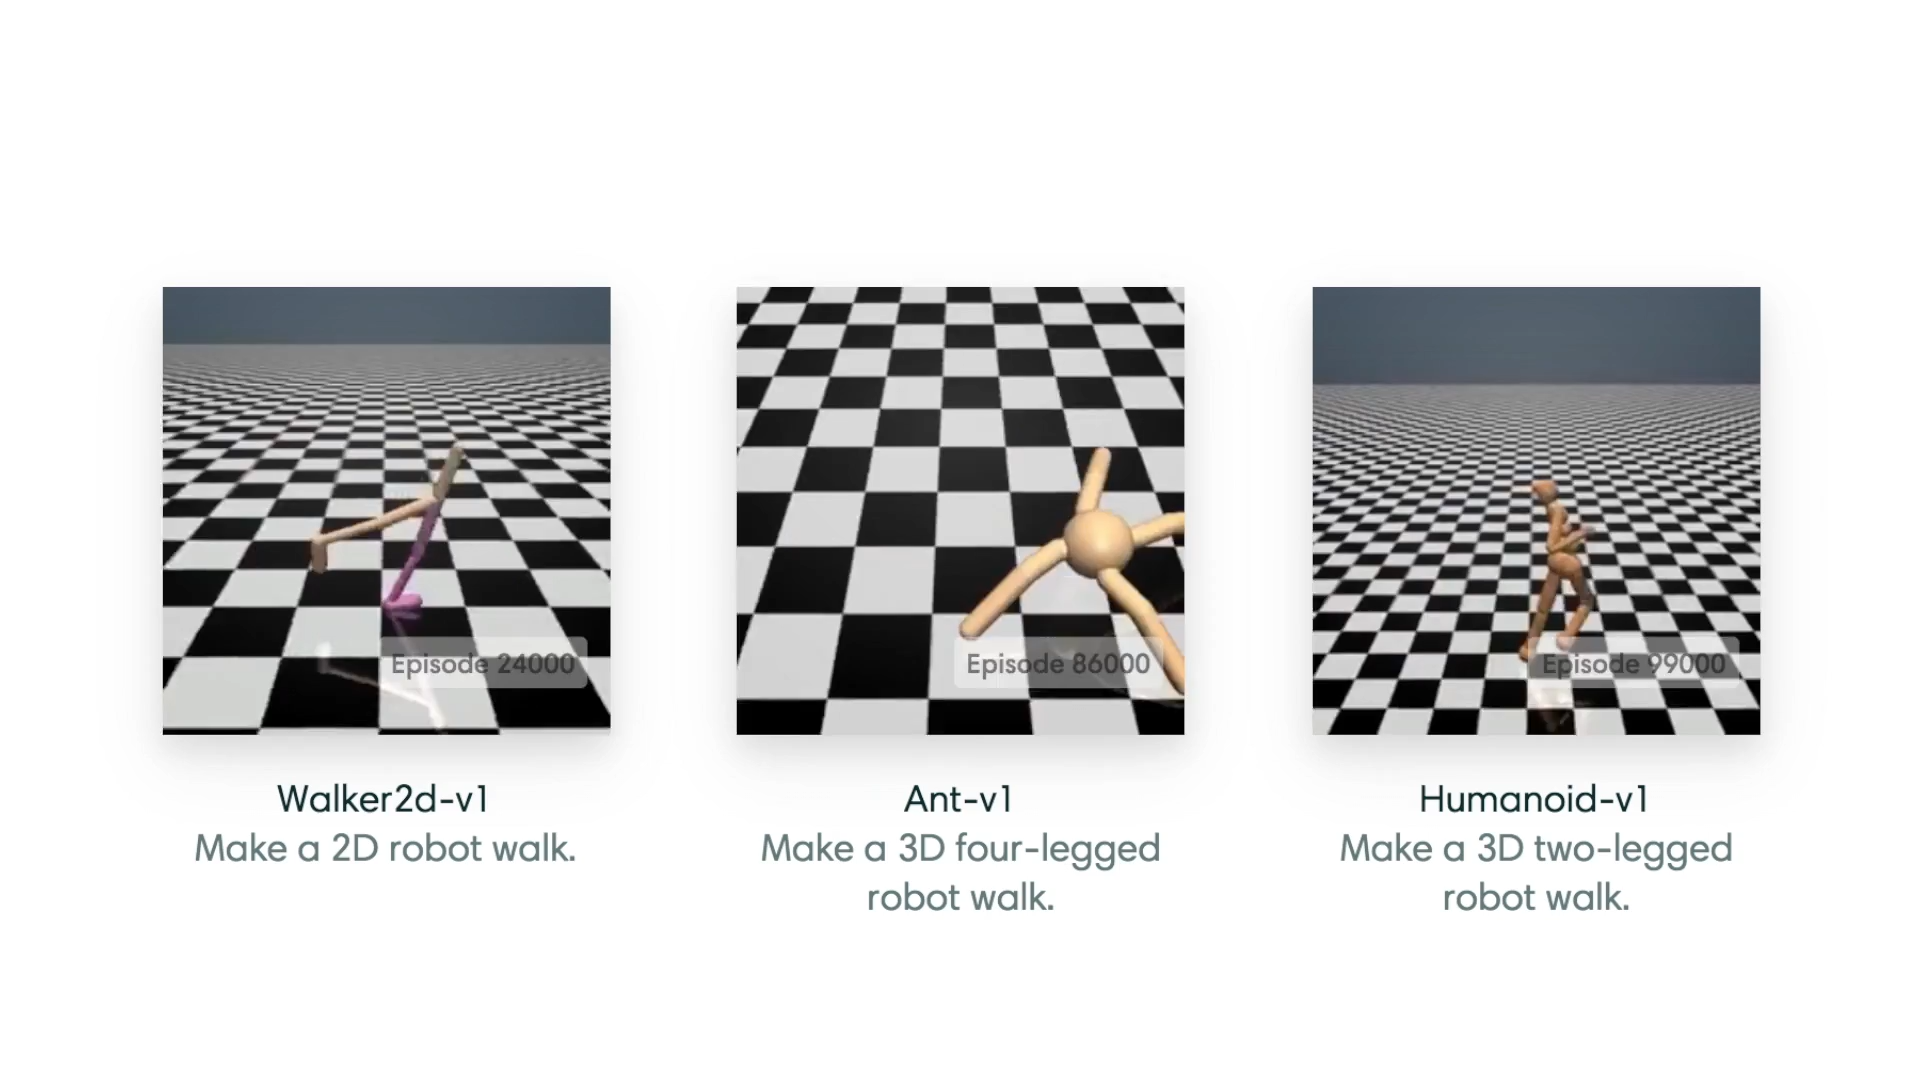 Episode 24000
Episode 86000
Episode 99000
Walker2d-v1
Make a 2D robot walk.
Ant-v1
Make a 3D four-legged
robot walk.
Humanoid-v1
Make a 3D two-legged
robot walk.